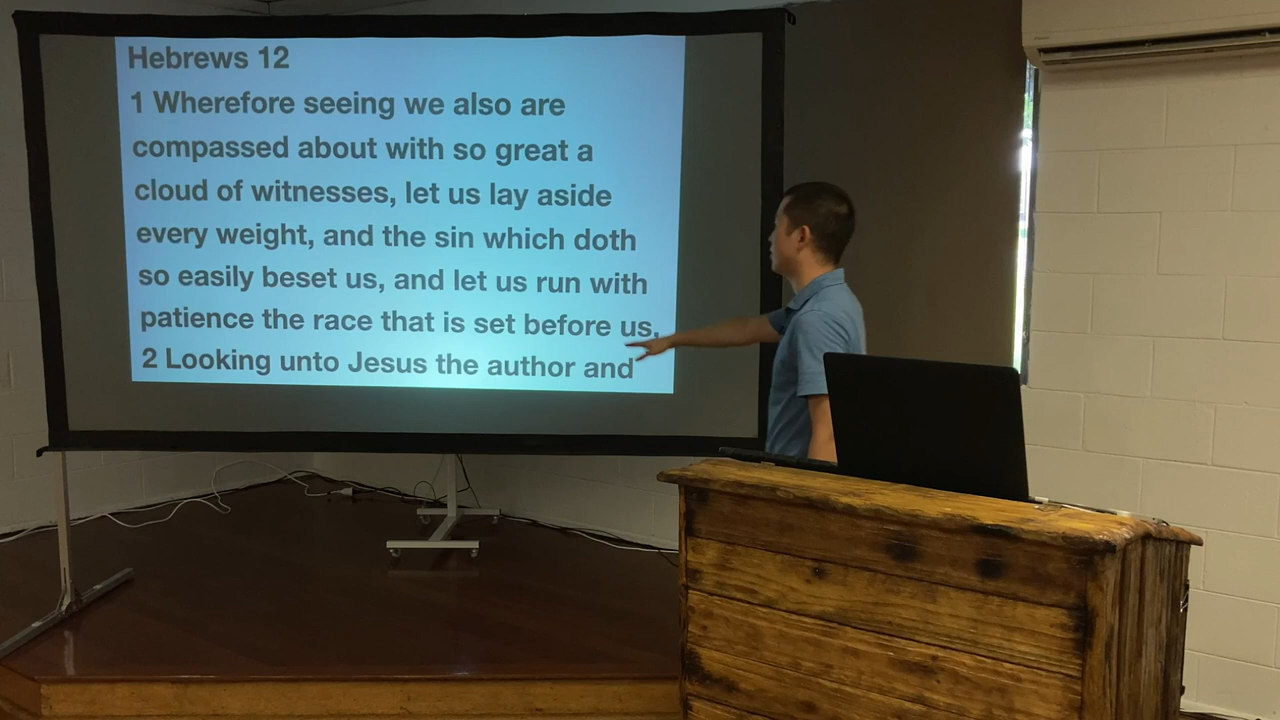 Hebrews 12
1 Wherefore seeing we also are
compassed about with so great a
cloud of witnesses, let us lay aside
every weight, and the sin which doth
so easily beset us, and let us run with
patience the race that is set before us,
2 Looking unto Jesus the author and